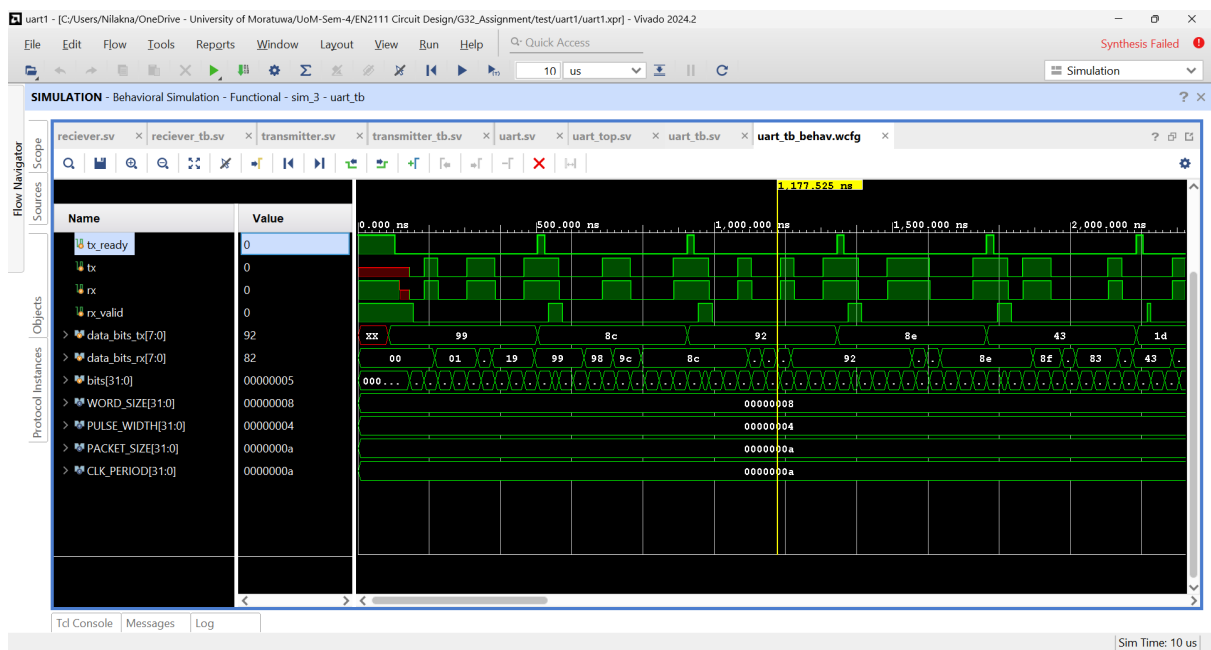 uart1 - [C:/Users/Nilakna/OneDrive - University of Moratuwa/UoM-Sem-4/EN2111 Circuit Design/G32_Assignment/test/uart1/uart1.xpr] - Vivado 2024.2
File Edit Flow Tools Reports Window Layout View Run Help Quick Access Synthesis Failed
10 us Simulation
SIMULATION - Behavioral Simulation - Functional - sim_3 - uart_tb
reciever.sv reciever_tb.sv transmitter.sv transmitter_tb.sv uart.sv uart_top.sv uart_tb.sv uart_tb_behav.wcfg
Flow Navigator
Scope
Sources
Objects
Protocol Instances
1,177.525 ns
Name Value 0.000 ns 500.000 ns 1,000.000 ns 1,500.000 ns 2,000.000 ns
tx_ready 0
tx 0
rx 0
rx_valid 0
data_bits_tx[7:0] 92 XX 99 8c 92 8e 43 1d
data_bits_rx[7:0] 82 00 01 . 19 99 98 9c 8c . . . 92 . . 8e 8f . 83 43 .
bits[31:0] 00000005 000...
WORD_SIZE[31:0] 00000008 00000008
PULSE_WIDTH[31:0] 00000004 00000004
PACKET_SIZE[31:0] 0000000a 0000000a
CLK_PERIOD[31:0] 0000000a 0000000a
Tcl Console Messages Log
Sim Time: 10 us